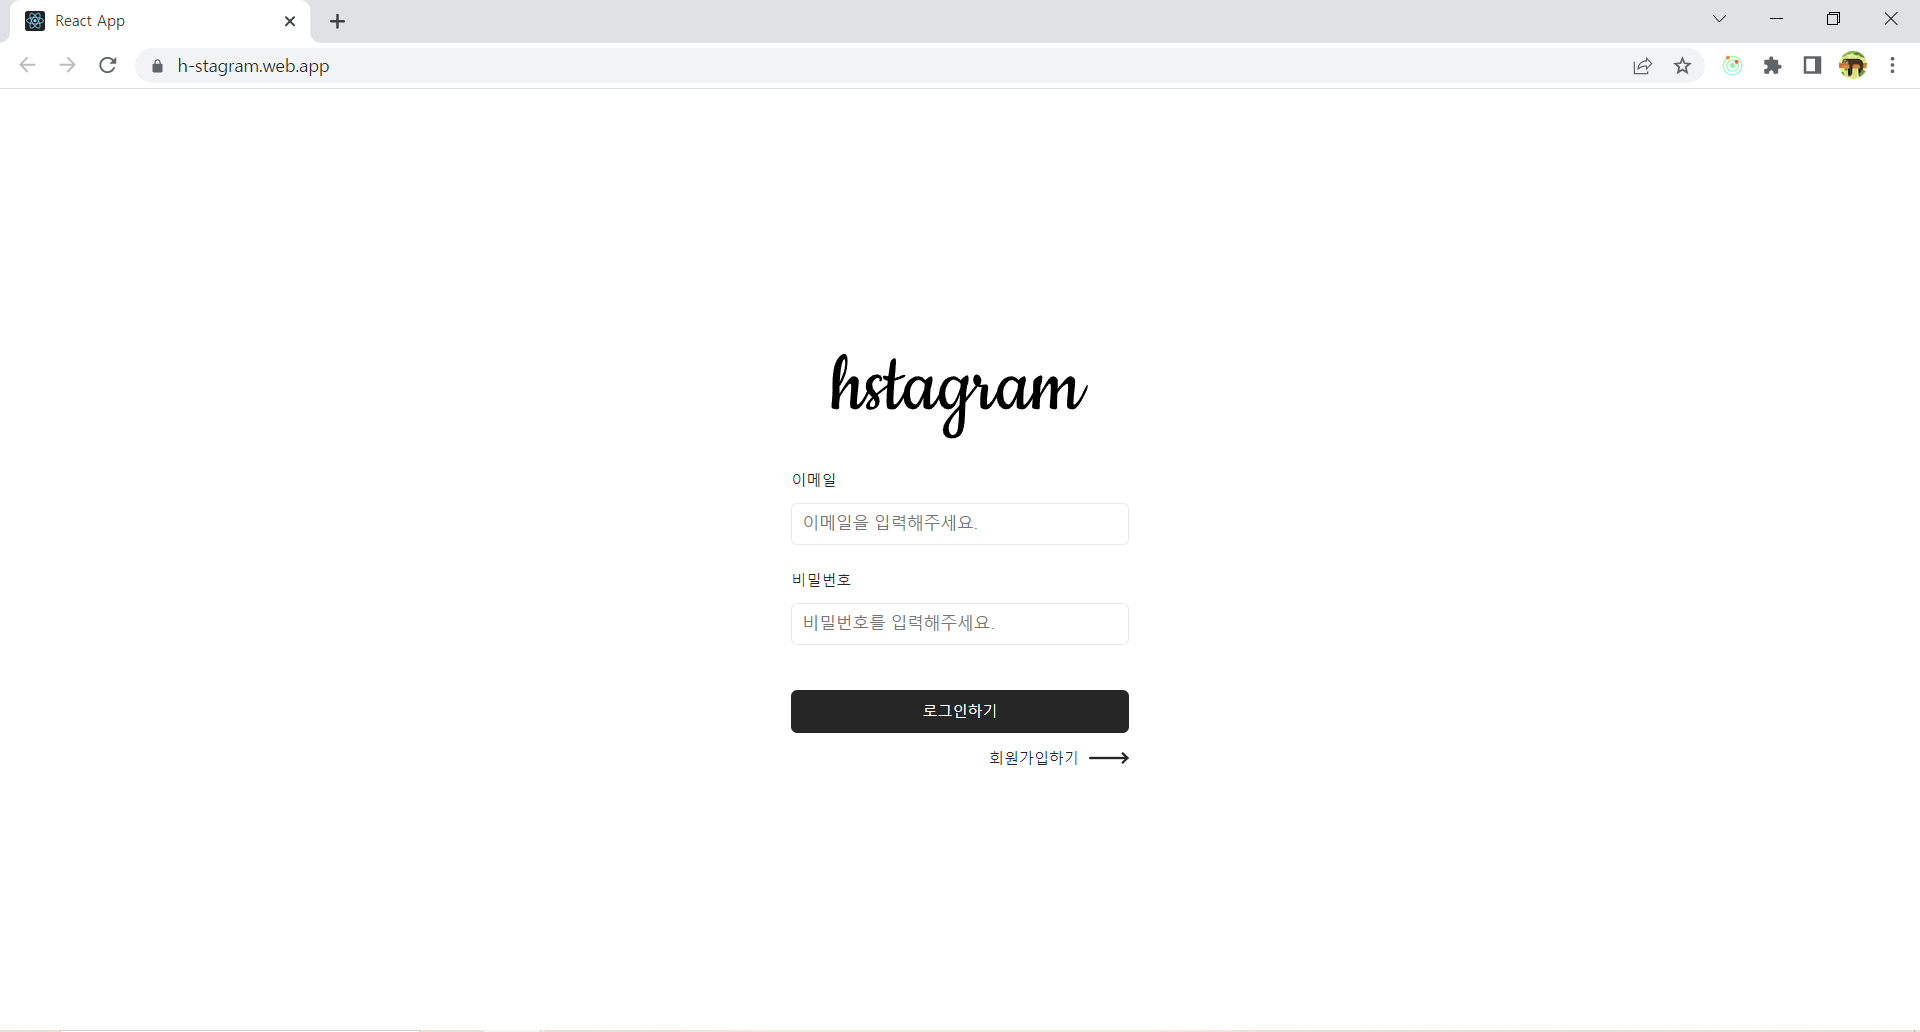 React App
h-stagram.web.app
hstagram
이메일
이메일을 입력해주세요.
비밀번호
비밀번호를 입력해주세요.
로그인하기
회원가입하기